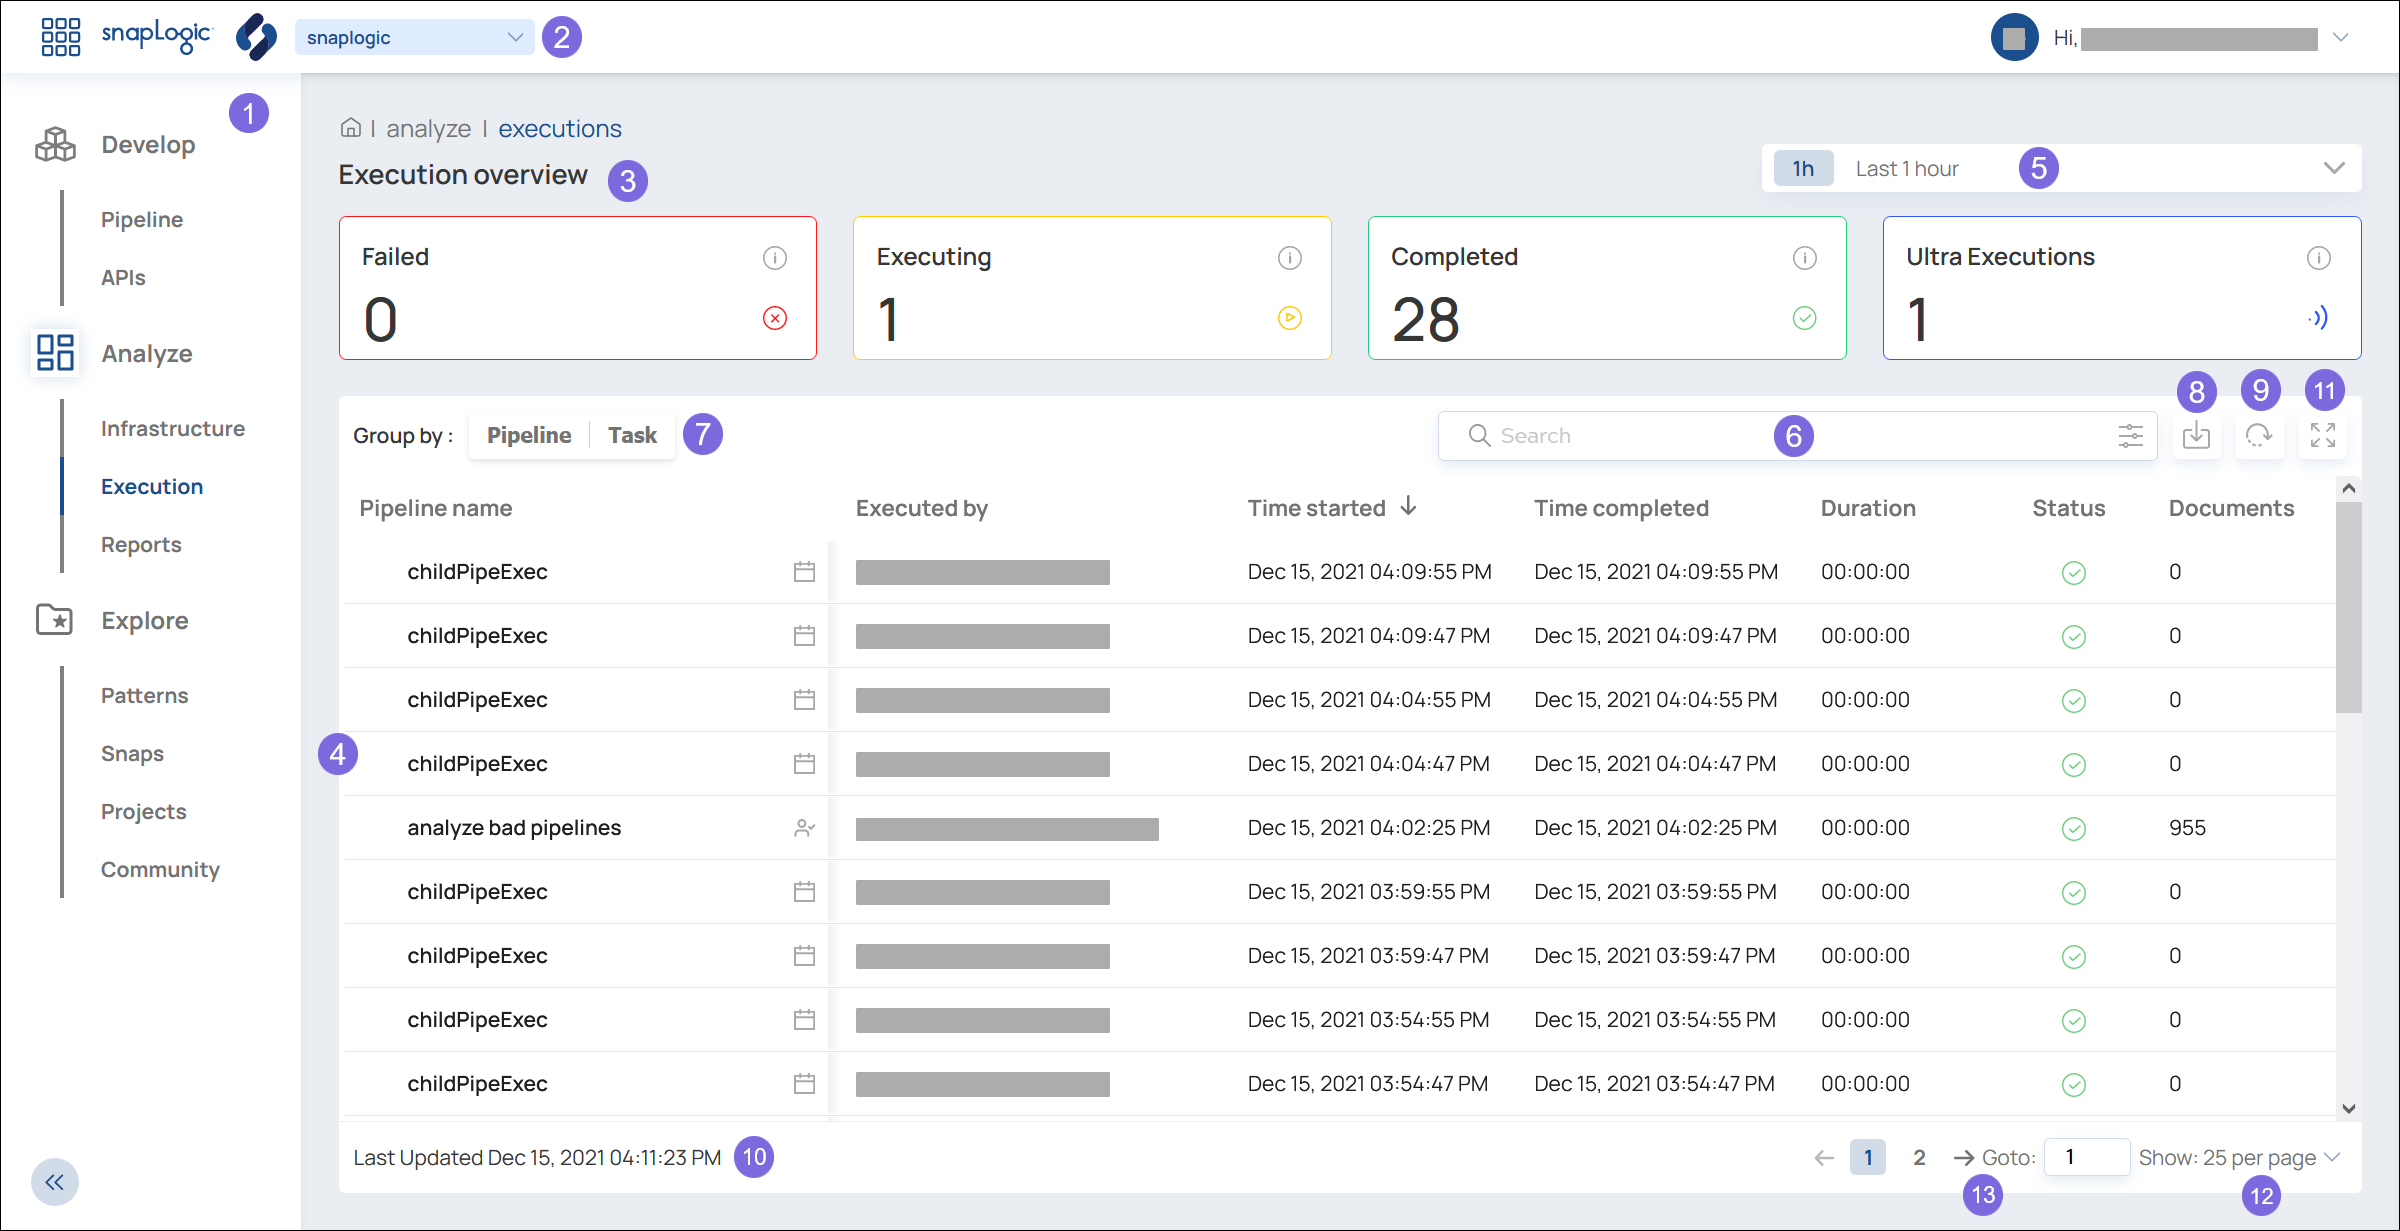 snapLogic
snaplogic
2
Hi,
1
Develop
Pipeline
APIs
Analyze
Infrastructure
Execution
Reports
Explore
Patterns
Snaps
Projects
Community
| analyze | executions
Execution overview
3
1h Last 1 hour 5
Failed
0
Executing
1
Completed
28
Ultra Executions
1
8 9 11
Group by : Pipeline Task 7
Search 6
Pipeline name Executed by Time started Time completed Duration Status Documents
childPipeExec Dec 15, 2021 04:09:55 PM Dec 15, 2021 04:09:55 PM 00:00:00 0
childPipeExec Dec 15, 2021 04:09:47 PM Dec 15, 2021 04:09:47 PM 00:00:00 0
childPipeExec Dec 15, 2021 04:04:55 PM Dec 15, 2021 04:04:55 PM 00:00:00 0
4
childPipeExec Dec 15, 2021 04:04:47 PM Dec 15, 2021 04:04:47 PM 00:00:00 0
analyze bad pipelines Dec 15, 2021 04:02:25 PM Dec 15, 2021 04:02:25 PM 00:00:00 955
childPipeExec Dec 15, 2021 03:59:55 PM Dec 15, 2021 03:59:55 PM 00:00:00 0
childPipeExec Dec 15, 2021 03:59:47 PM Dec 15, 2021 03:59:47 PM 00:00:00 0
childPipeExec Dec 15, 2021 03:54:55 PM Dec 15, 2021 03:54:55 PM 00:00:00 0
childPipeExec Dec 15, 2021 03:54:47 PM Dec 15, 2021 03:54:47 PM 00:00:00 0
Last Updated Dec 15, 2021 04:11:23 PM 10
1 2 Goto: 1 Show: 25 per page
13 12